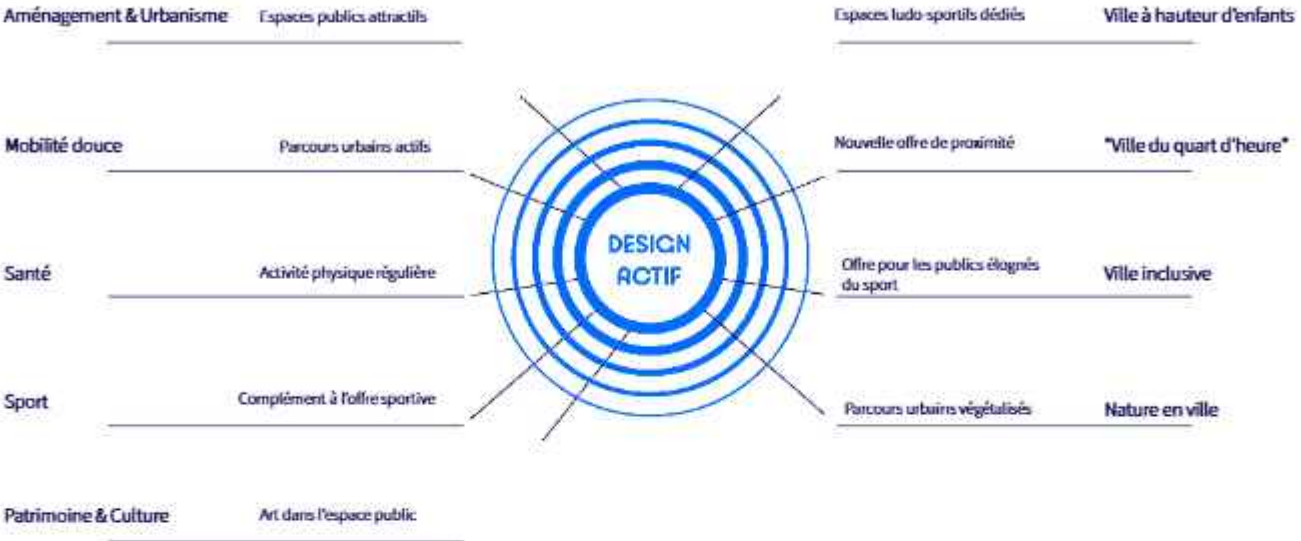 Aménagement & Urbanisme Espaces publics attractifs
Espaces ludo-sportifs dédiés Ville à hauteur d'enfants
Mobilité douce Parcours urbains actifs
Nouvelle offre de proximité "Ville du quart d'heure"
DESIGN
ACTIF
Santé Activité physique régulière
Offre pour les publics élognés
du sport
Ville inclusive
Sport Complément à l'offre sportive
Parcours urbains végétalisés Nature en ville
Patrimoine & Culture Art dans l'espace public